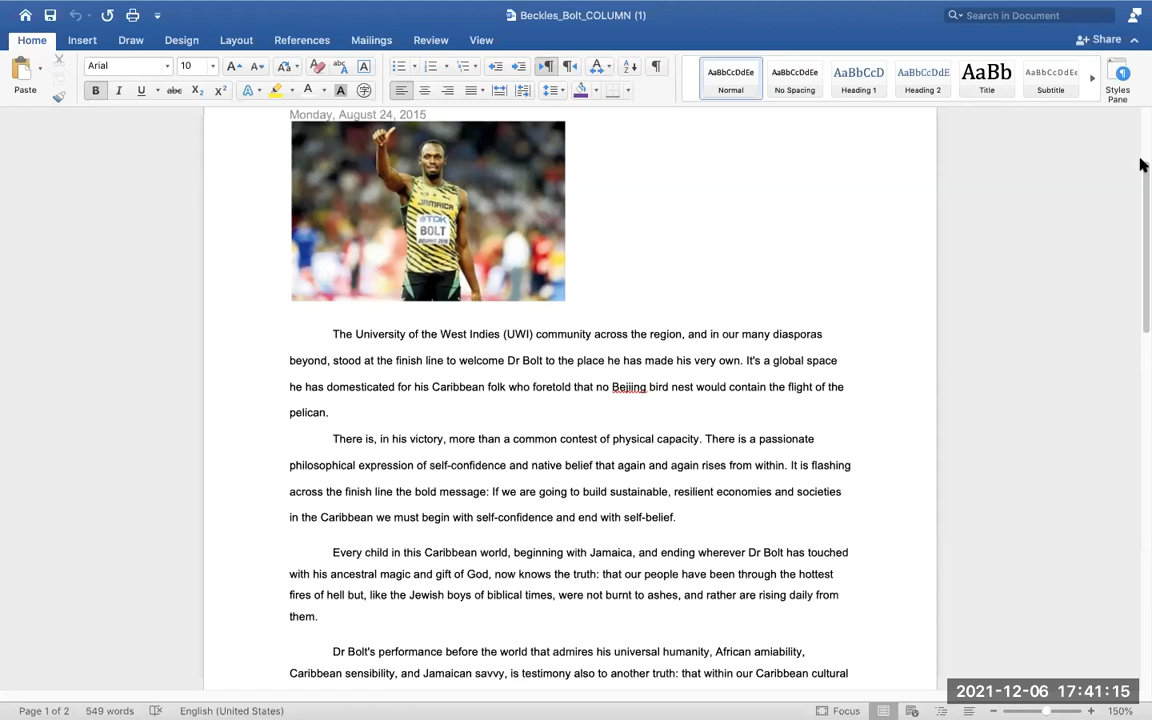 Beckles_Bolt_COLUMN (1)
Search in Document
Home Insert Draw Design Layout References Mailings Review View
Share
Arial
10
Paste
AaBbCcDdEe AaBbCcDdEe AaBbCcD AaBbCcDdE AaBb AaBbCcDdEe
Normal No Spacing Heading 1 Heading 2 Title Subtitle
Styles
Pane
Monday, August 24, 2015
JAMAICA
TDK
BOLT
BEIJING 2015
The University of the West Indies (UWI) community across the region, and in our many diasporas
beyond, stood at the finish line to welcome Dr Bolt to the place he has made his very own. It's a global space
he has domesticated for his Caribbean folk who foretold that no Bejiing bird nest would contain the flight of the
pelican.
There is, in his victory, more than a common contest of physical capacity. There is a passionate
philosophical expression of self-confidence and native belief that again and again rises from within. It is flashing
across the finish line the bold message: If we are going to build sustainable, resilient economies and societies
in the Caribbean we must begin with self-confidence and end with self-belief.
Every child in this Caribbean world, beginning with Jamaica, and ending wherever Dr Bolt has touched
with his ancestral magic and gift of God, now knows the truth: that our people have been through the hottest
fires of hell but, like the Jewish boys of biblical times, were not burnt to ashes, and rather are rising daily from
them.
Dr Bolt's performance before the world that admires his universal humanity, African amiability,
Caribbean sensibility, and Jamaican savvy, is testimony also to another truth: that within our Caribbean cultural
2021-12-06 17:41:15
Page 1 of 2 549 words English (United States) Focus 150%